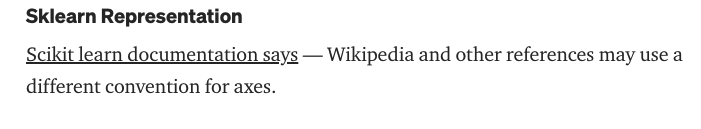 Sklearn Representation
Scikit learn documentation says — Wikipedia and other references may use a
different convention for axes.